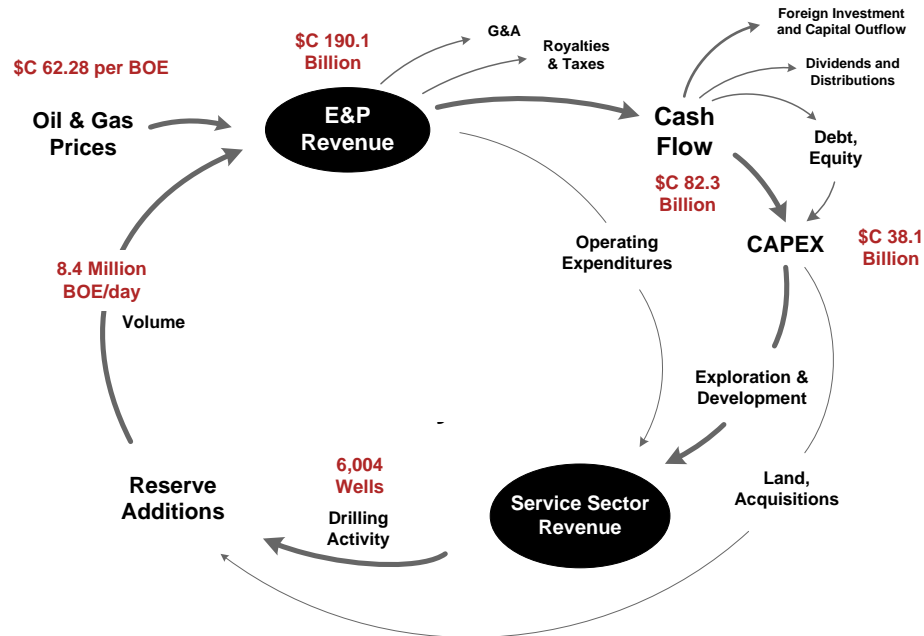 Foreign Investment
and Capital Outflow
G&A
$C 190.1
Billion
Royalties
& Taxes
$C 62.28 per BOE
Dividends and
Distributions
Oil & Gas
Prices
E&P
Revenue
Cash
Flow
Debt,
Equity
$C 82.3
Billion
CAPEX
$C 38.1
Billion
Operating
Expenditures
8.4 Million
BOE/day
Volume
Exploration &
Development
6,004
Wells
Reserve
Additions
Drilling
Activity
Service Sector
Revenue
Land,
Acquisitions